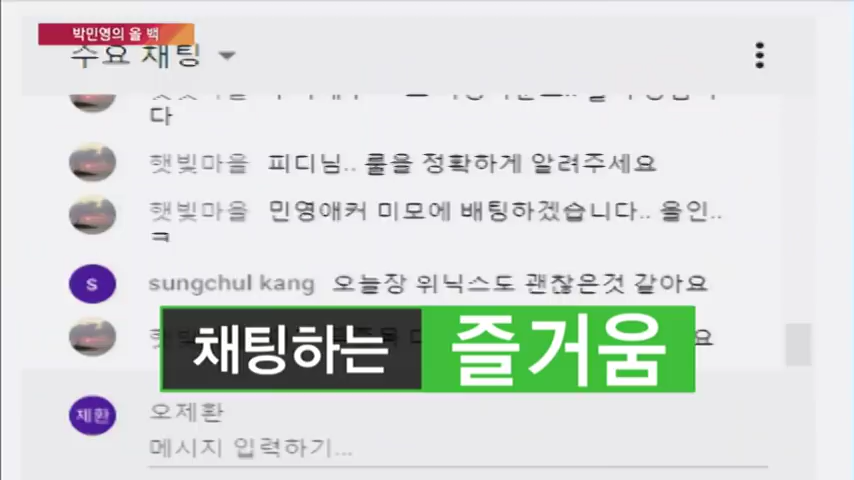 박민영의 올 백
주요 채팅
다
햇빛마을 피디님.. 룰을 정확하게 알려주세요
햇빛마을 민영애커 미모에 배팅하겠습니다.. 올인..
ㅋ
sungchul kang 오늘장 위닉스도 괜찮은것 같아요
S
채팅하는 즐거움
요
제환
오제환
메시지 입력하기...